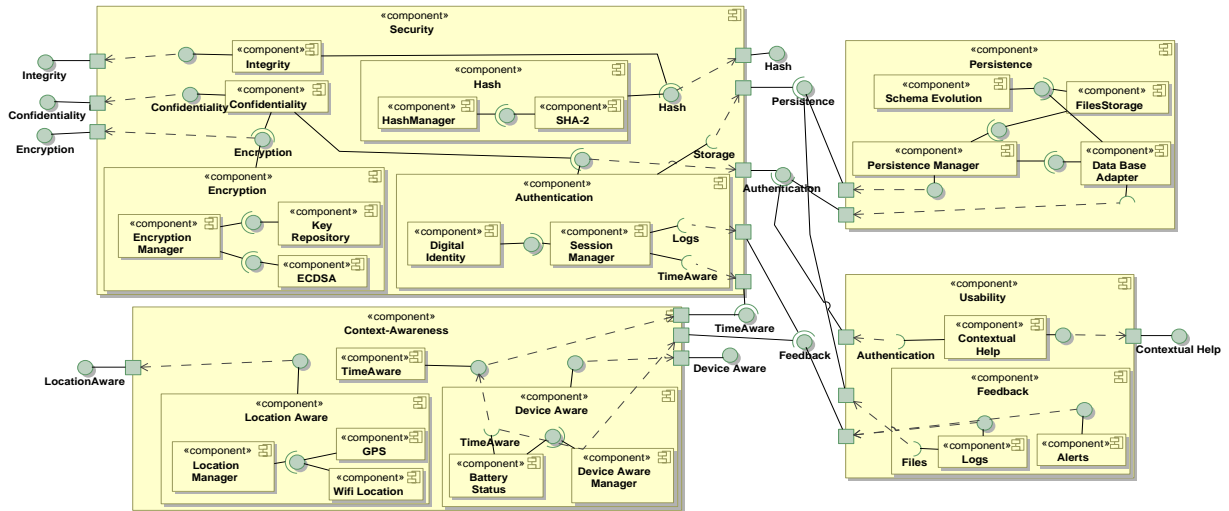 «component»
Security
Integrity
Confidentiality
Encryption
«component»
Integrity
Confidentiality
«component»
Confidentiality
«component»
Hash
«component»
HashManager
«component»
SHA-2
Hash
Hash
Persistence
Encryption
Storage
Authentication
«component»
Encryption
«component»
Encryption
Manager
«component»
Key
Repository
«component»
ECDSA
«component»
Authentication
«component»
Digital
Identity
«component»
Session
Manager
Logs
TimeAware
«component»
Persistence
«component»
Schema Evolution
«component»
FilesStorage
«component»
Persistence Manager
«component»
Data Base
Adapter
«component»
Context-Awareness
TimeAware
Feedback
Device Aware
LocationAware
«component»
TimeAware
«component»
Location Aware
«component»
Location
Manager
«component»
GPS
«component»
Wifi Location
«component»
Device Aware
TimeAware
«component»
Battery
Status
«component»
Device Aware
Manager
«component»
Usability
Authentication
«component»
Contextual
Help
Contextual Help
«component»
Feedback
Files
«component»
Logs
«component»
Alerts